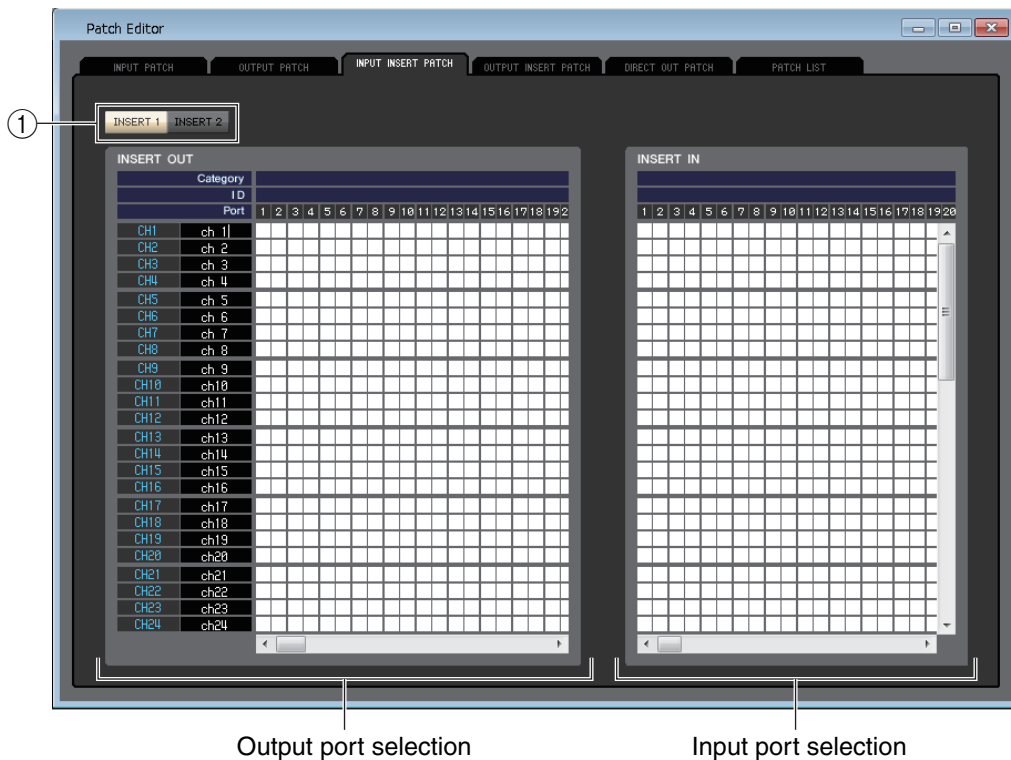 Patch Editor
INPUT PATCH OUTPUT PATCH INPUT INSERT PATCH OUTPUT INSERT PATCH DIRECT OUT PATCH PATCH LIST
1 INSERT 1 INSERT 2
INSERT OUT INSERT IN
Category
ID
Port 1 2 3 4 5 6 7 8 9 10 11 12 13 14 15 16 17 18 19 2 1 2 3 4 5 6 7 8 9 10 11 12 13 14 15 16 17 18 19 20
CH1 ch 1
CH2 ch 2
CH3 ch 3
CH4 ch 4
CH5 ch 5
CH6 ch 6
CH7 ch 7
CH8 ch 8
CH9 ch 9
CH10 ch10
CH11 ch11
CH12 ch12
CH13 ch13
CH14 ch14
CH15 ch15
CH16 ch16
CH17 ch17
CH18 ch18
CH19 ch19
CH20 ch20
CH21 ch21
CH22 ch22
CH23 ch23
CH24 ch24
Output port selection Input port selection